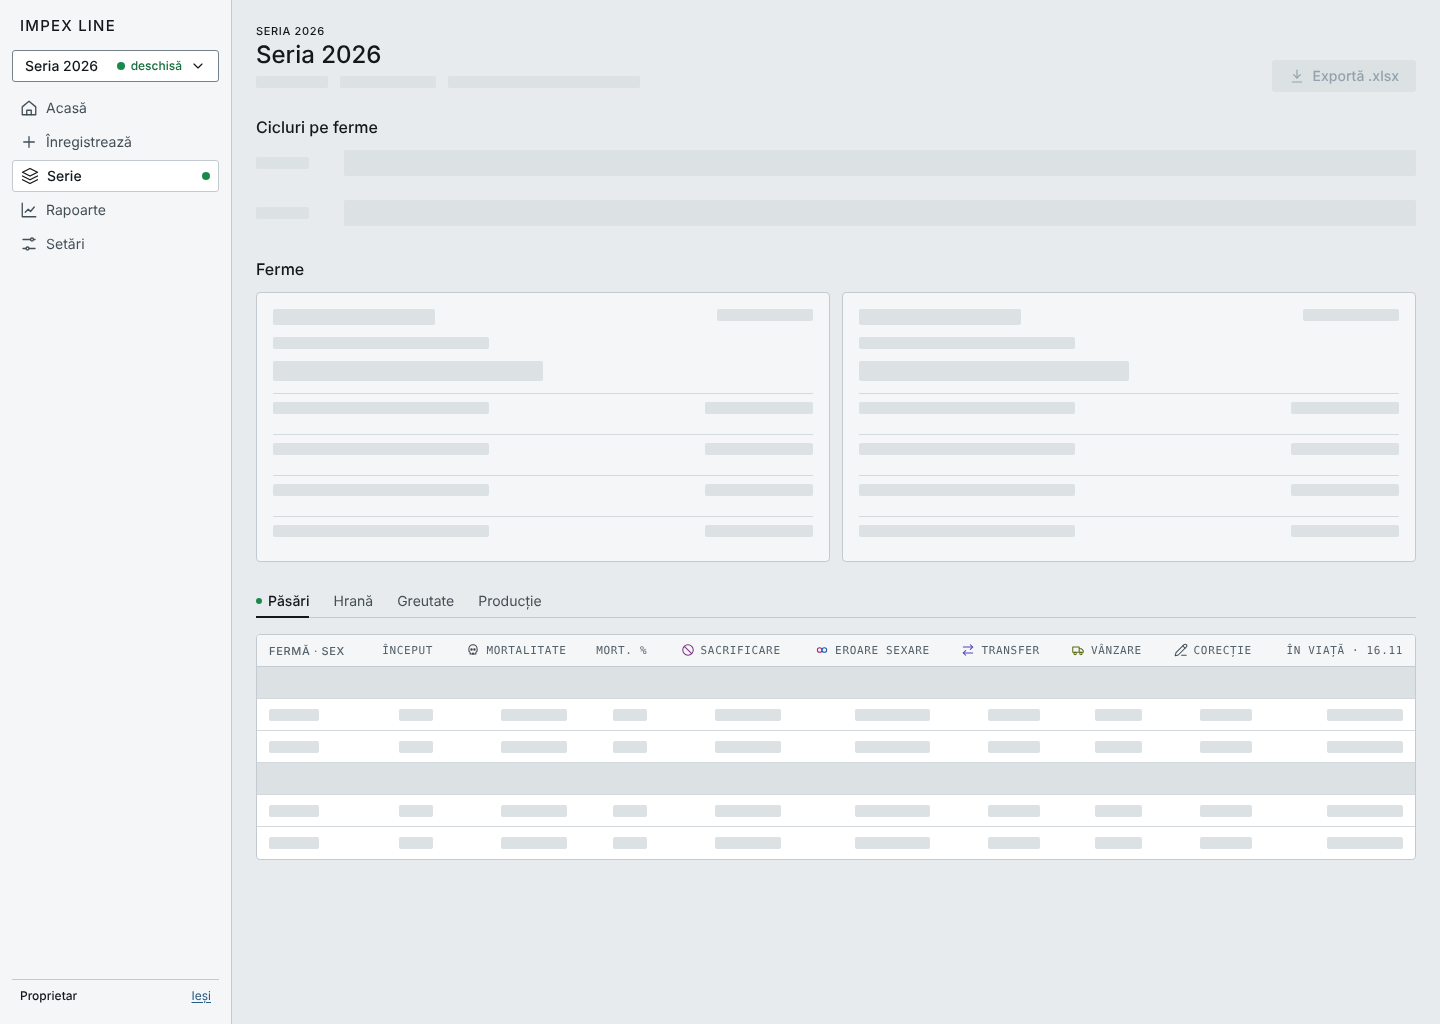 IMPEX LINE
Seria 2026 deschisă
Acasă
Înregistrează
Serie
Rapoarte
Setări
Proprietar Ieși
SERIA 2026
Seria 2026
Exportă .xlsx
Cicluri pe ferme
Ferme
Păsări Hrană Greutate Producție
FERMĂ · SEX ÎNCEPUT MORTALITATE MORT. % SACRIFICARE EROARE SEXARE TRANSFER VÂNZARE CORECȚIE ÎN VIAȚĂ · 16.11